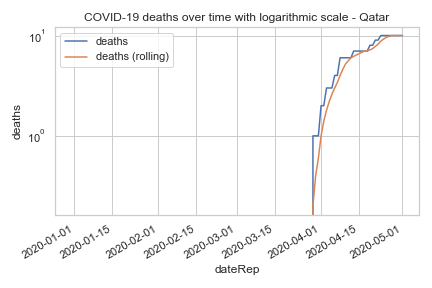 COVID-19 deaths over time with logarithmic scale - Qatar
deaths
deaths (rolling)
10¹
10⁰
deaths
2020-01-01
2020-01-15
2020-02-01
2020-02-15
2020-03-01
2020-03-15
2020-04-01
2020-04-15
2020-05-01
dateRep